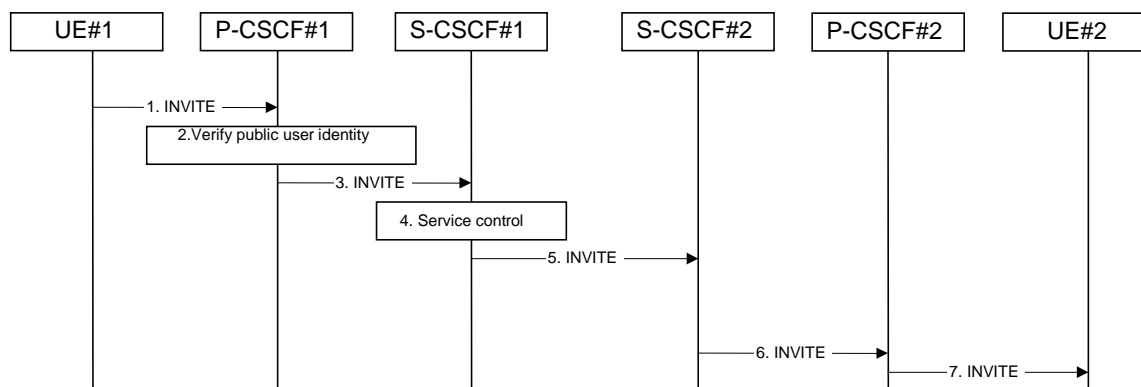 UE#1
P-CSCF#1
S-CSCF#1
S-CSCF#2
P-CSCF#2
UE#2
1. INVITE
2.Verify public user identity
3. INVITE
4. Service control
5. INVITE
6. INVITE
7. INVITE